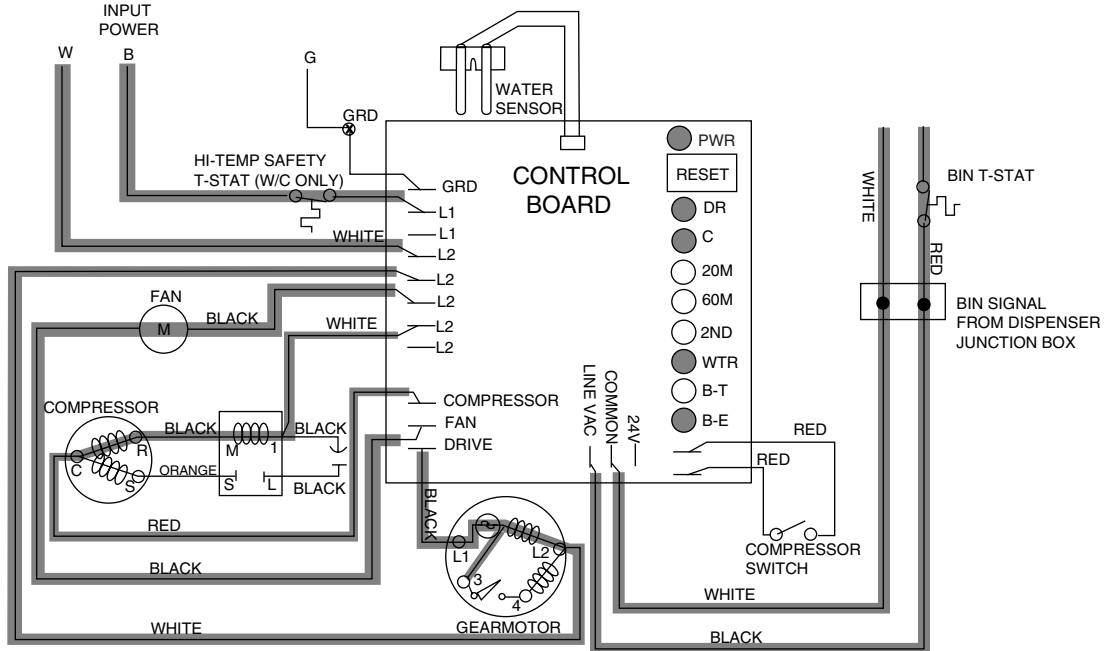 INPUT
POWER
W
B
G
GRD
WATER
SENSOR
HI-TEMP SAFETY
T-STAT (W/C ONLY)
GRD
L1
L1
WHITE
L2
L2
L2
WHITE
L2
L2
CONTROL
BOARD
PWR
RESET
DR
C
20M
60M
2ND
WTR
B-T
B-E
WHITE
BIN T-STAT
RED
BIN SIGNAL
FROM DISPENSER
JUNCTION BOX
FAN
M
BLACK
COMPRESSOR
FAN
DRIVE
LINE VAC
COMMON
24V
COMPRESSOR
C
R
S
BLACK
ORANGE
M
1
S
L
BLACK
BLACK
RED
RED
COMPRESSOR
SWITCH
RED
BLACK
WHITE
BLACK
L1
L2
3
4
GEARMOTOR
WHITE
BLACK